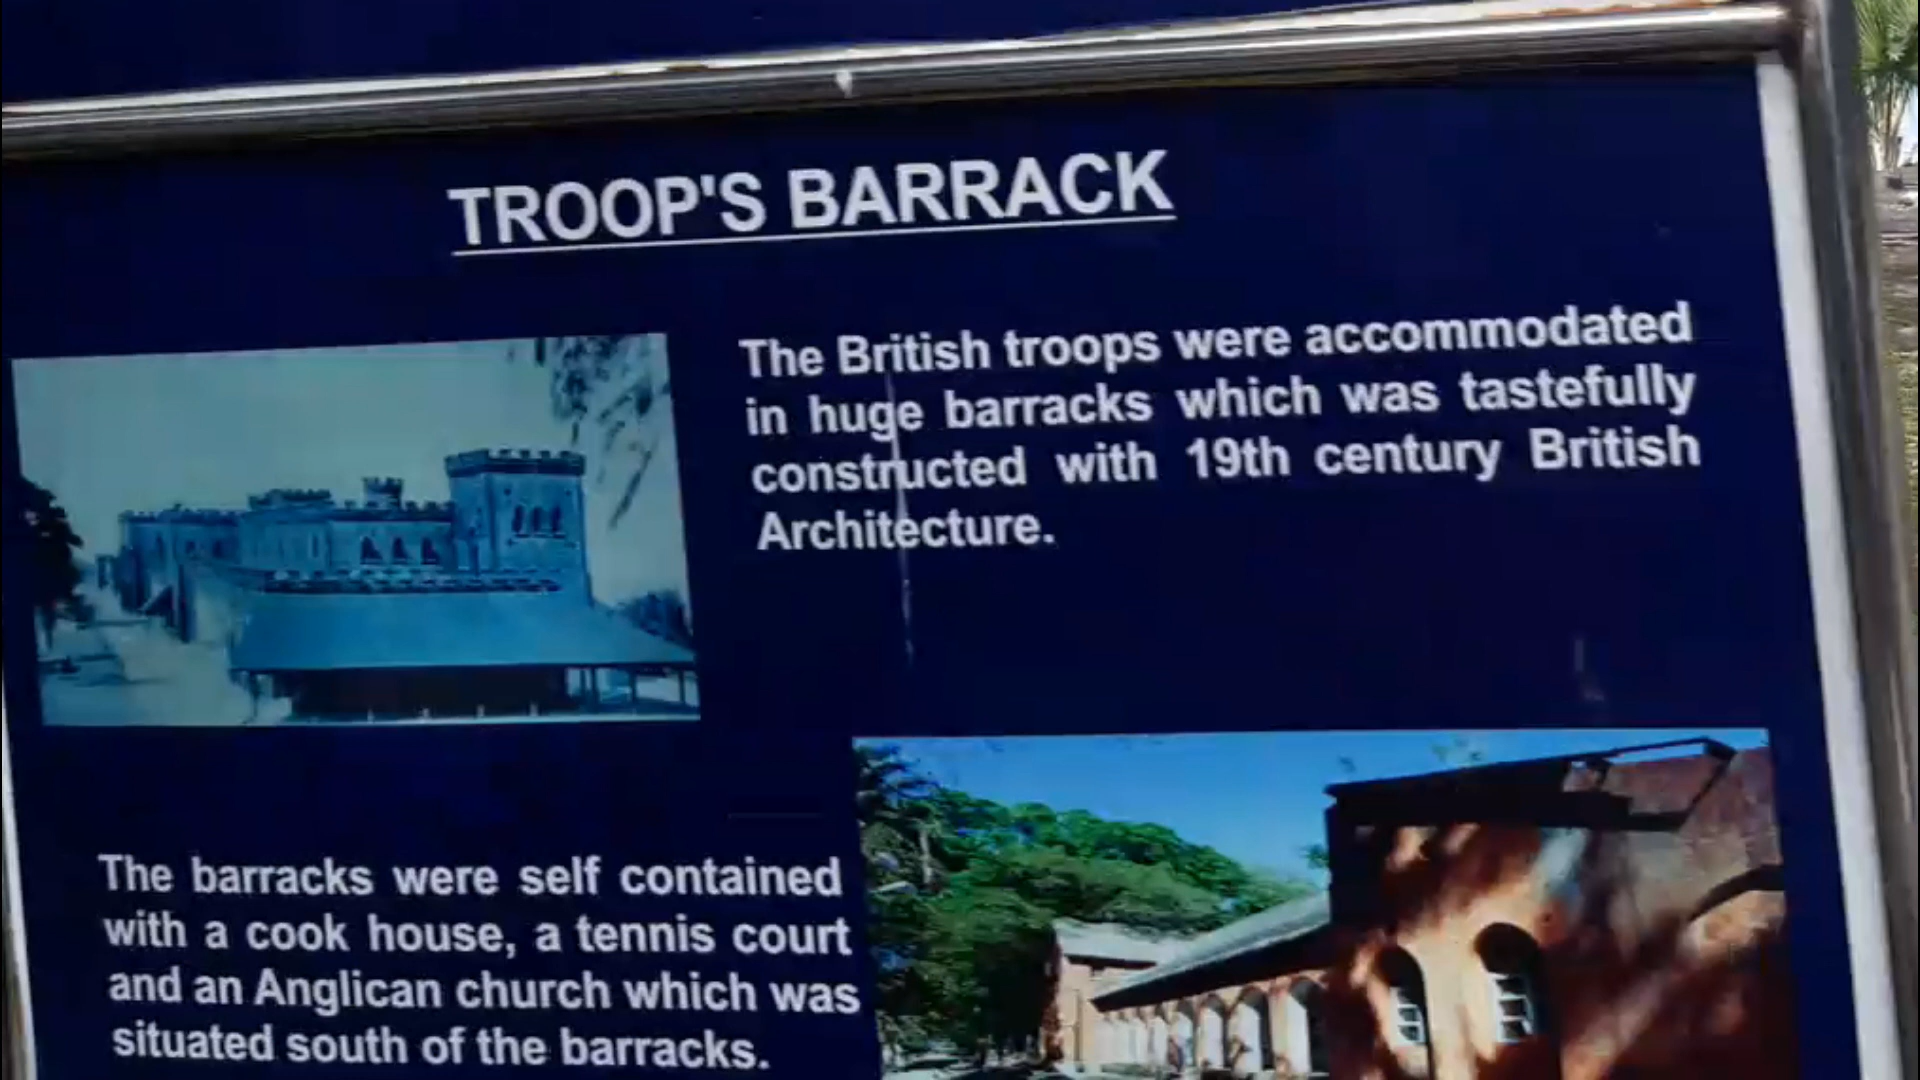 TROOP'S BARRACK
The British troops were accommodated
in huge barracks which was tastefully
constructed with 19th century British
Architecture.
The barracks were self contained
with a cook house, a tennis court
and an Anglican church which was
situated south of the barracks.